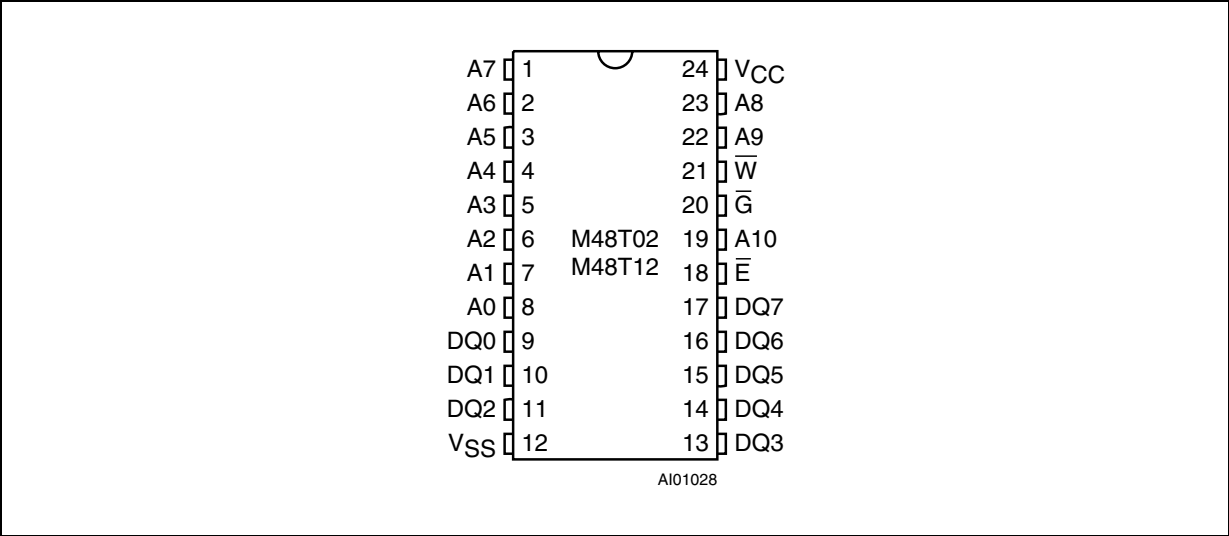 A7 1 24 VCC
A6 2 23 A8
A5 3 22 A9
A4 4 21 W̅
A3 5 20 G̅
A2 6 M48T02 19 A10
A1 7 M48T12 18 E̅
A0 8 17 DQ7
DQ0 9 16 DQ6
DQ1 10 15 DQ5
DQ2 11 14 DQ4
VSS 12 13 DQ3
AI01028